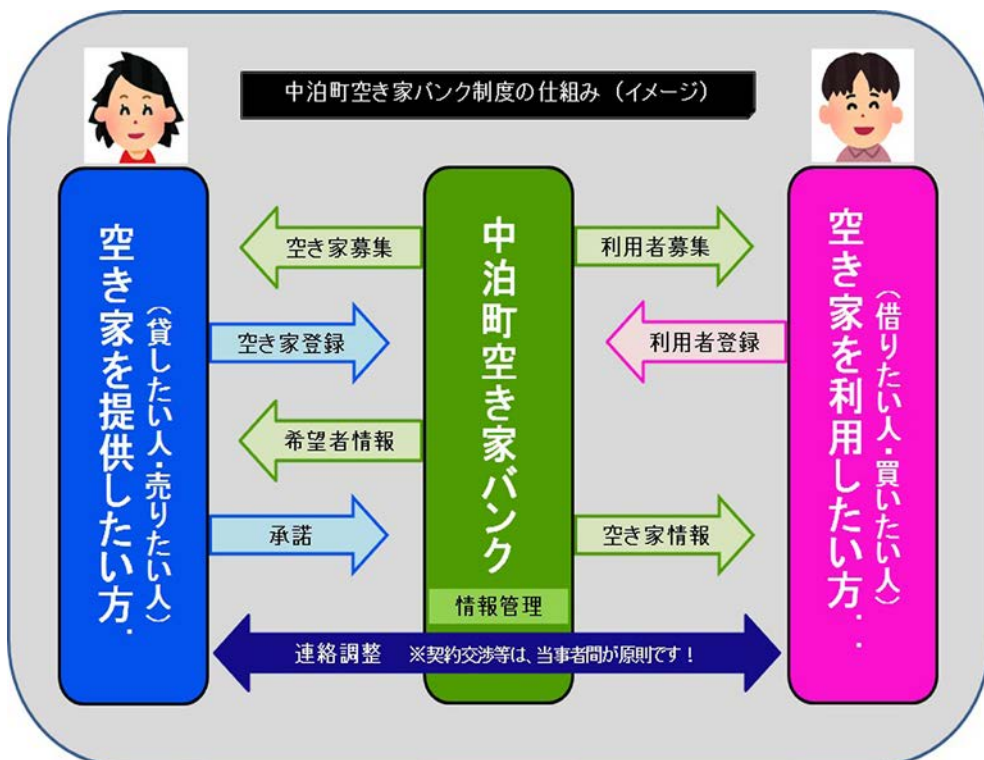 中泊町空き家バンク制度の仕組み（イメージ）
空き家を提供したい方.
（貸したい人・売りたい人）
中泊町空き家バンク
情報管理
空き家を利用したい方. . .
（借りたい人・買いたい人）
空き家募集
利用者募集
空き家登録
利用者登録
希望者情報
承諾
空き家情報
連絡調整　※契約交渉等は、当事者間が原則です！